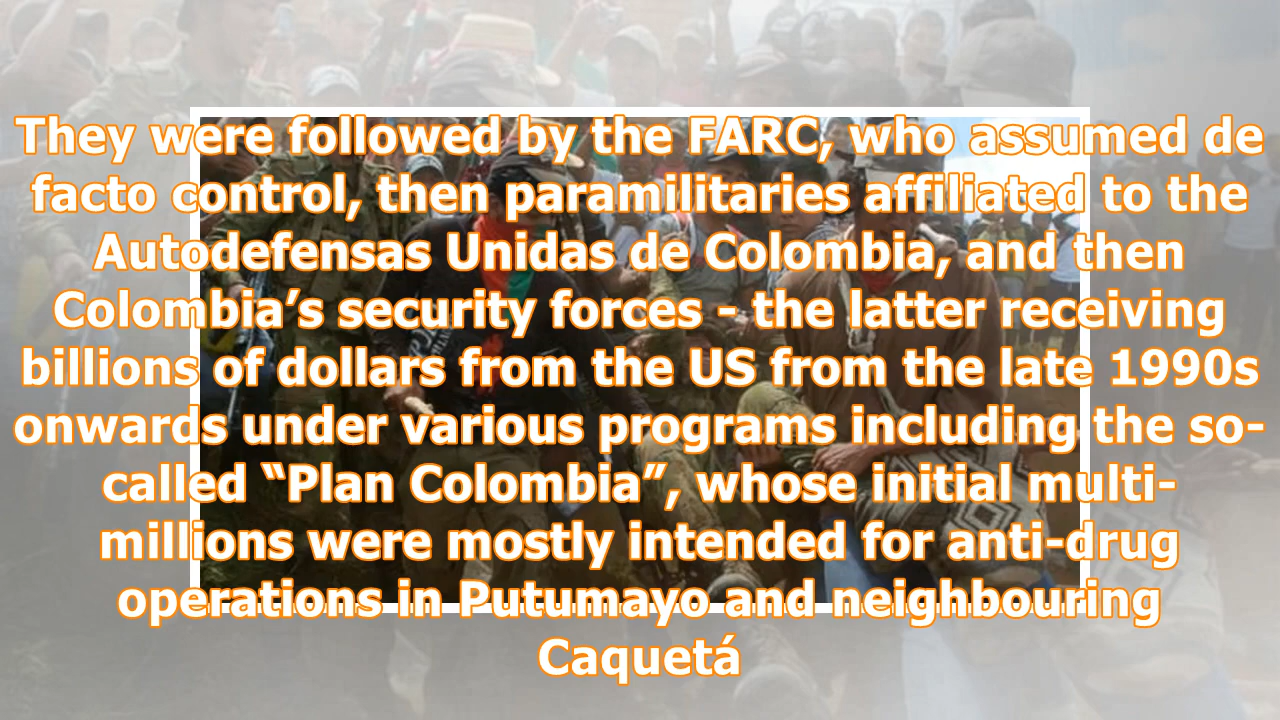 They were followed by the FARC, who assumed de
facto control, then paramilitaries affiliated to the
Autodefensas Unidas de Colombia, and then
Colombia’s security forces - the latter receiving
billions of dollars from the US from the late 1990s
onwards under various programs including the so-
called “Plan Colombia”, whose initial multi-
millions were mostly intended for anti-drug
operations in Putumayo and neighbouring
Caquetá